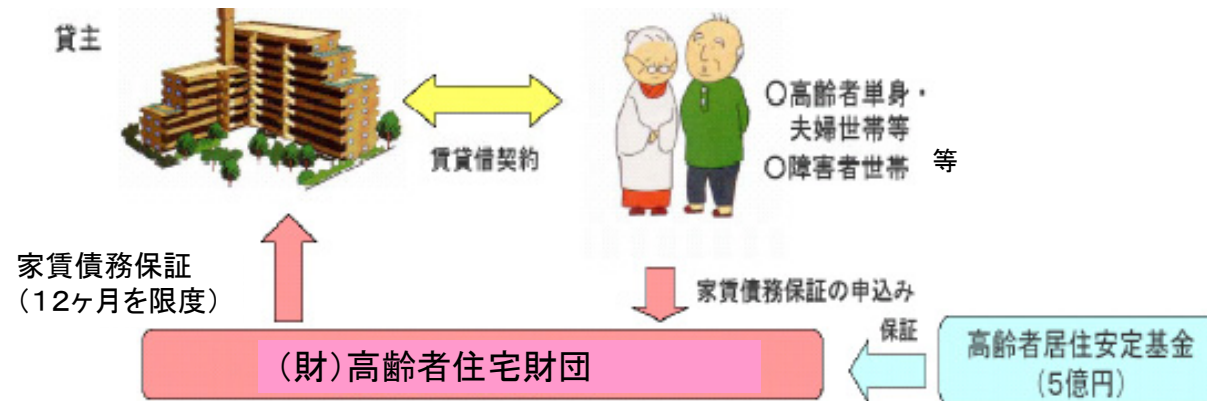 貸主
賃貸借契約
○高齢者単身・
夫婦世帯等
○障害者世帯 等
家賃債務保証
(12ヶ月を限度)
家賃債務保証の申込み
保証
(財)高齢者住宅財団
高齢者居住安定基金
(5億円)